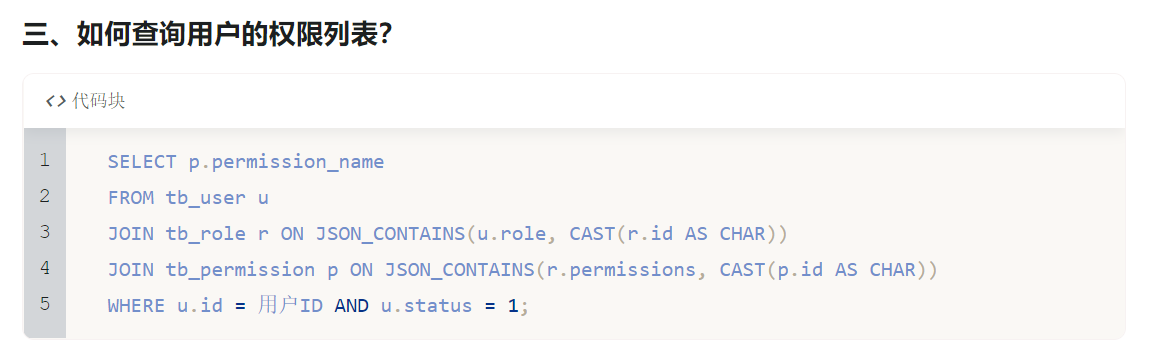 三、如何查询用户的权限列表?
<> 代码块
1 SELECT p.permission_name
2 FROM tb_user u
3 JOIN tb_role r ON JSON_CONTAINS(u.role, CAST(r.id AS CHAR))
4 JOIN tb_permission p ON JSON_CONTAINS(r.permissions, CAST(p.id AS CHAR))
5 WHERE u.id = 用户ID AND u.status = 1;